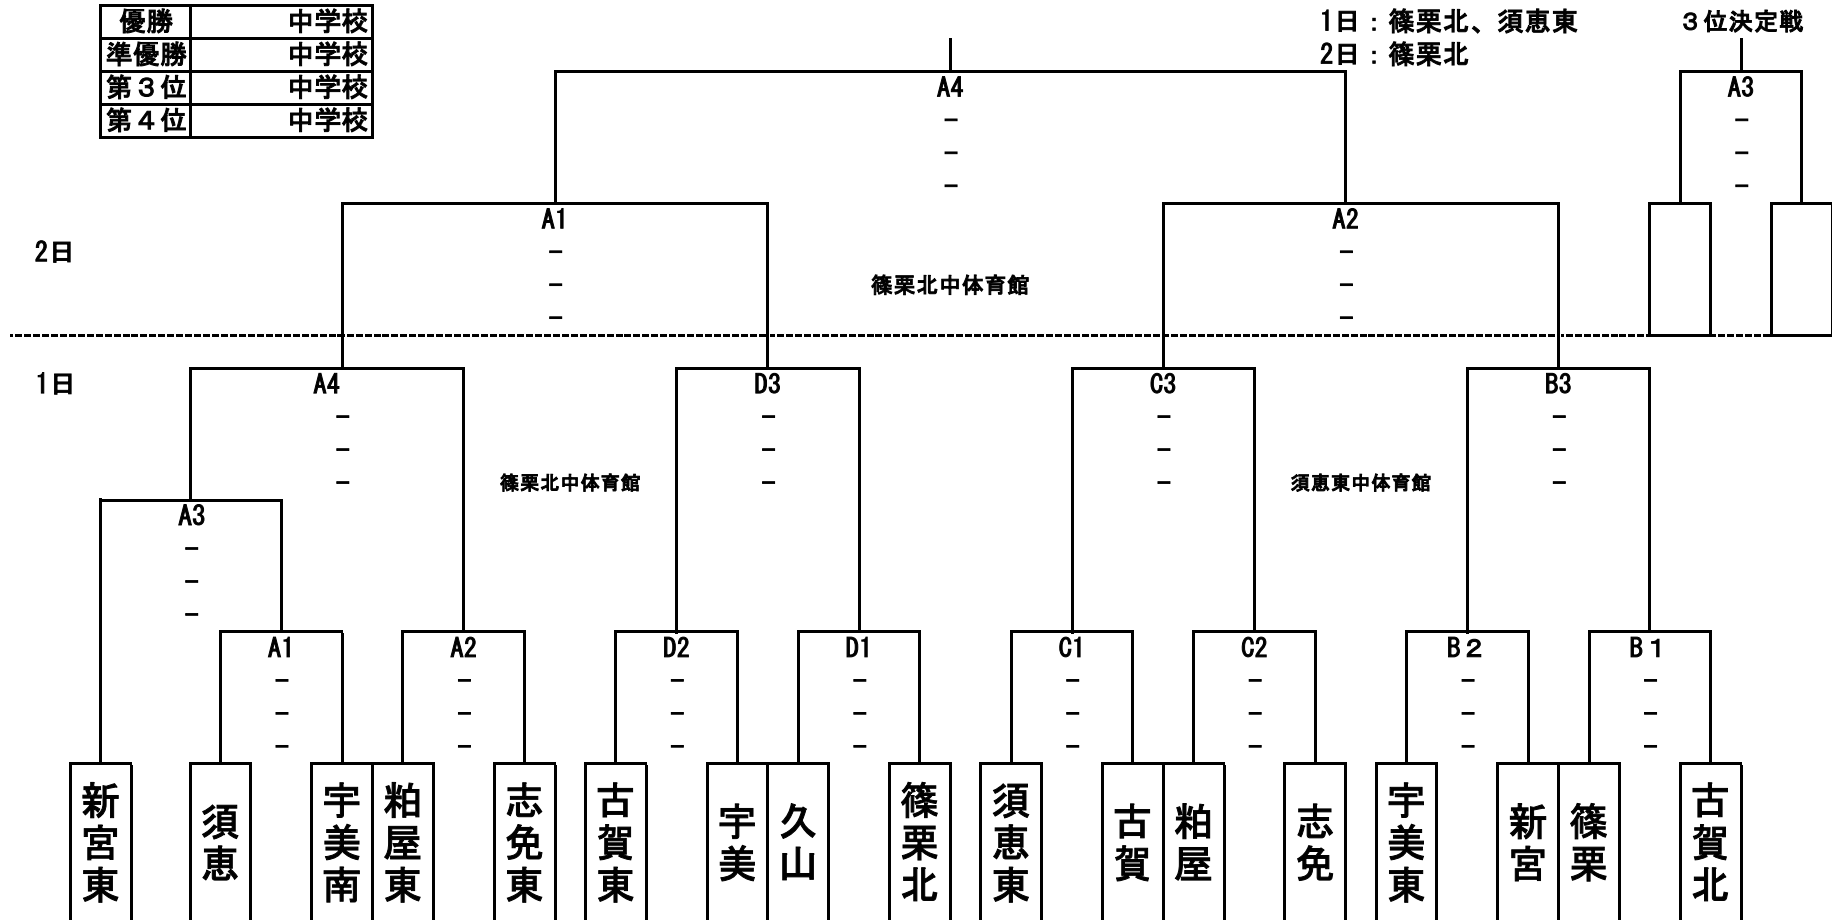 優勝 中学校
準優勝 中学校
第３位 中学校
第４位 中学校
1日：篠栗北、須恵東
2日：篠栗北
３位決定戦
A4
－
－
－
A3
－
－
－
A1
－
－
－
A2
－
－
－
2日
篠栗北中体育館
1日
A4
－
－
－
D3
－
－
－
C3
－
－
－
B3
－
－
－
篠栗北中体育館
須恵東中体育館
A3
－
－
－
A1
－
－
－
A2
－
－
－
D2
－
－
－
D1
－
－
－
C1
－
－
－
C2
－
－
－
B２
－
－
－
B１
－
－
－
新宮東
須恵
宇美南
粕屋東
志免東
古賀東
宇美
久山
篠栗北
須恵東
古賀
粕屋
志免
宇美東
新宮
篠栗
古賀北